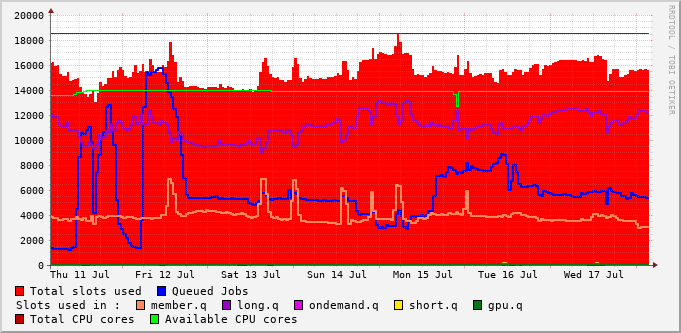 20000
18000
16000
14000
12000
10000
8000
6000
4000
2000
0
Thu 11 Jul Fri 12 Jul Sat 13 Jul Sun 14 Jul Mon 15 Jul Tue 16 Jul Wed 17 Jul
Total slots used Queued Jobs
Slots used in : member.q long.q ondemand.q short.q gpu.q
Total CPU cores Available CPU cores
RRDTOOL / TOBI OETIKER